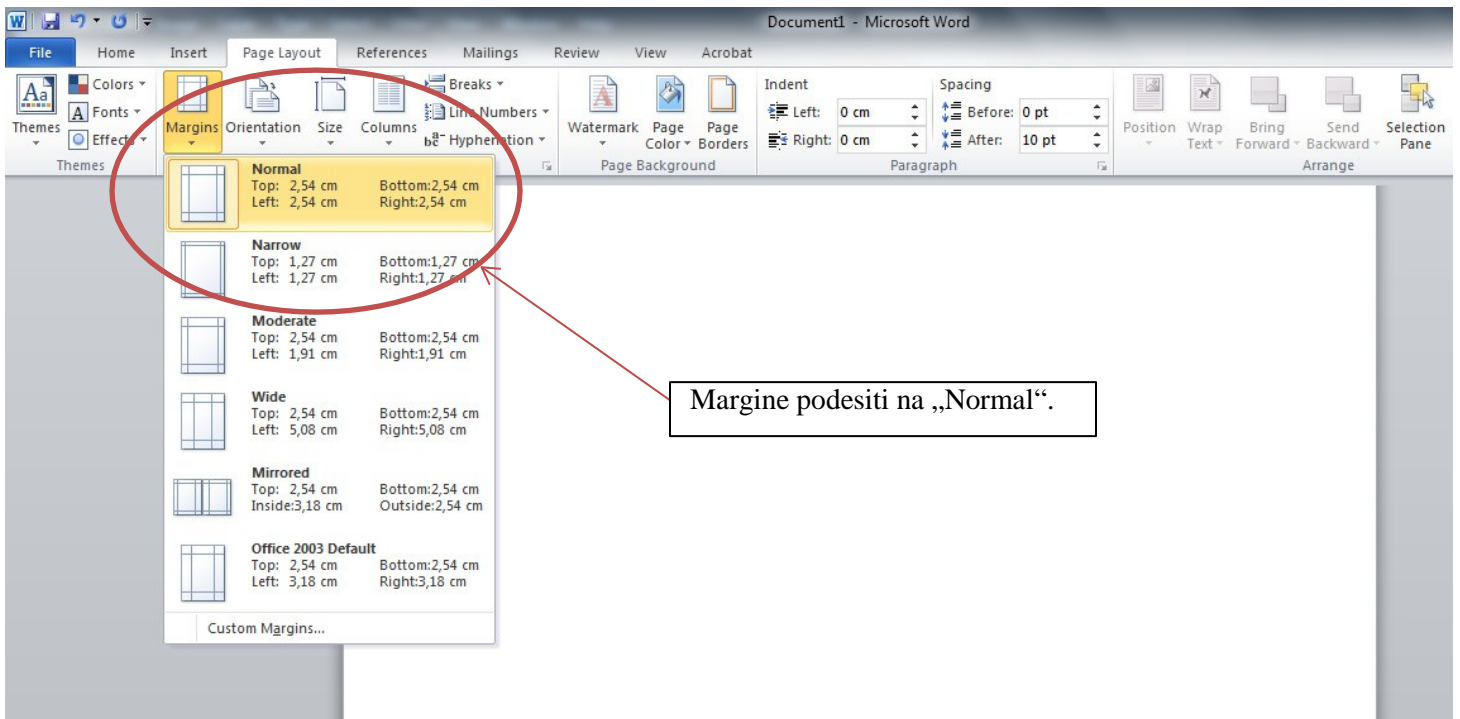 Document1 - Microsoft Word
File Home Insert Page Layout References Mailings Review View Acrobat
Aa Colors Breaks Indent Spacing
A Fonts Line Numbers Left: 0 cm Before: 0 pt
Themes Effects Margins Orientation Size Columns Hyphenation Watermark Page Color Page Borders Right: 0 cm After: 10 pt Position Wrap Text Bring Forward Send Backward Selection Pane
Themes Page Background Paragraph Arrange
Normal
Top: 2,54 cm Bottom:2,54 cm
Left: 2,54 cm Right:2,54 cm
Narrow
Top: 1,27 cm Bottom:1,27 cm
Left: 1,27 cm Right:1,27 cm
Moderate
Top: 2,54 cm Bottom:2,54 cm
Left: 1,91 cm Right:1,91 cm
Wide
Top: 2,54 cm Bottom:2,54 cm
Left: 5,08 cm Right:5,08 cm
Mirrored
Top: 2,54 cm Bottom:2,54 cm
Inside:3,18 cm Outside:2,54 cm
Office 2003 Default
Top: 2,54 cm Bottom:2,54 cm
Left: 3,18 cm Right:3,18 cm
Custom Margins...
Margine podesiti na „Normal“.